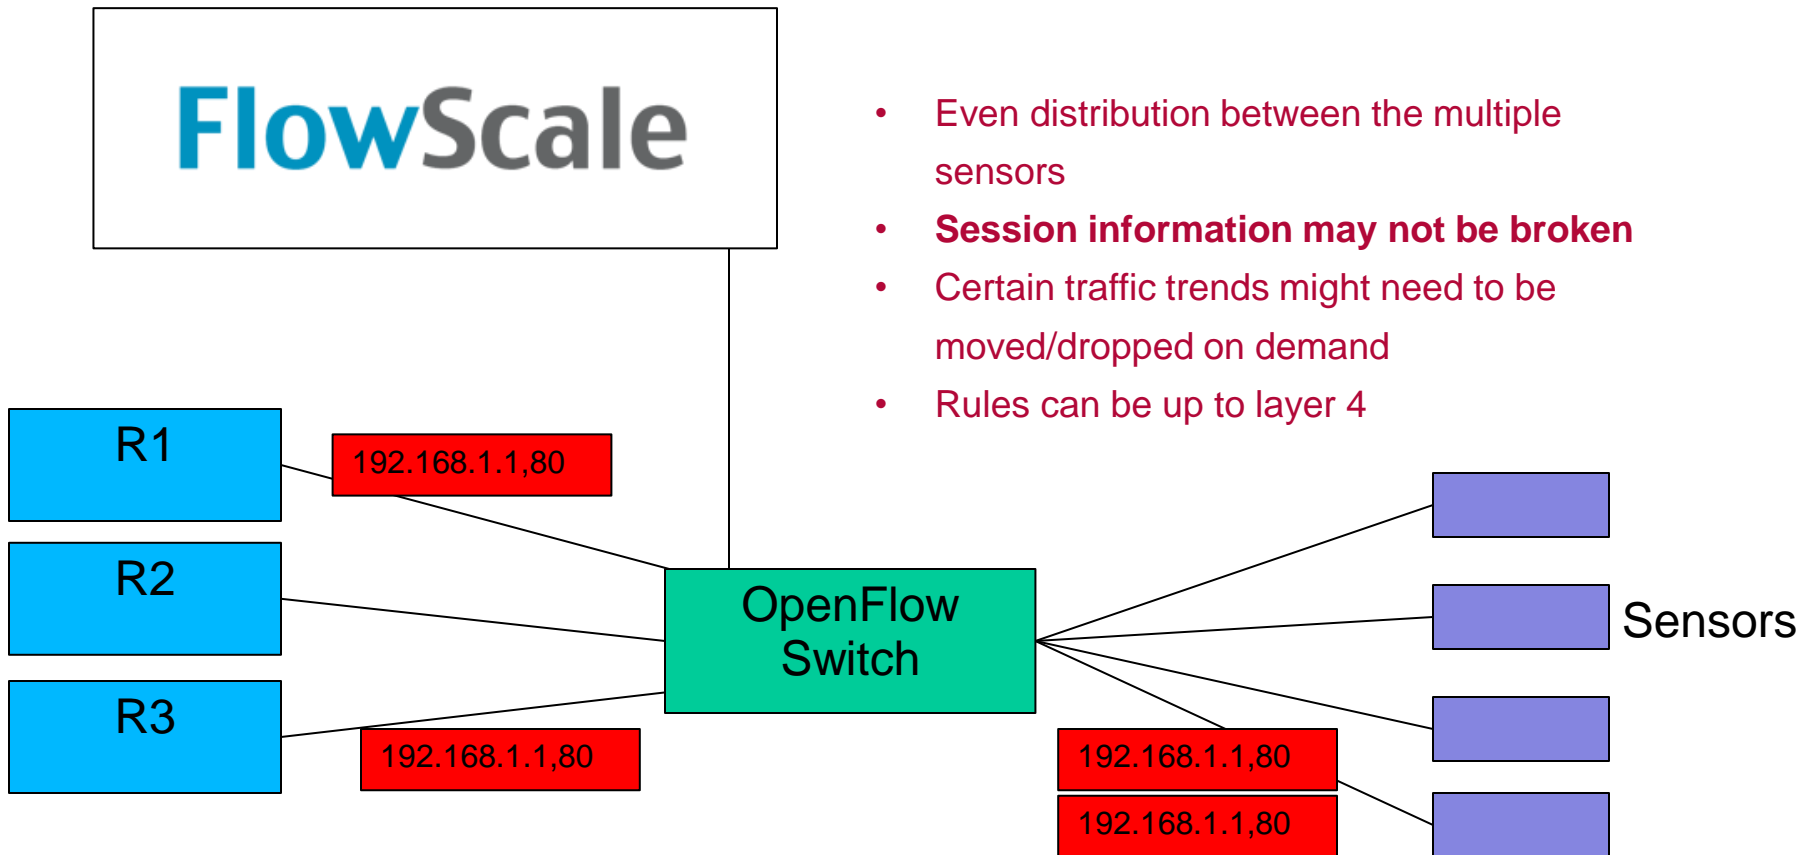 FlowScale
• Even distribution between the multiple
sensors
• Session information may not be broken
• Certain traffic trends might need to be
moved/dropped on demand
• Rules can be up to layer 4
R1
192.168.1.1,80
R2
OpenFlow
Switch
Sensors
R3
192.168.1.1,80
192.168.1.1,80
192.168.1.1,80